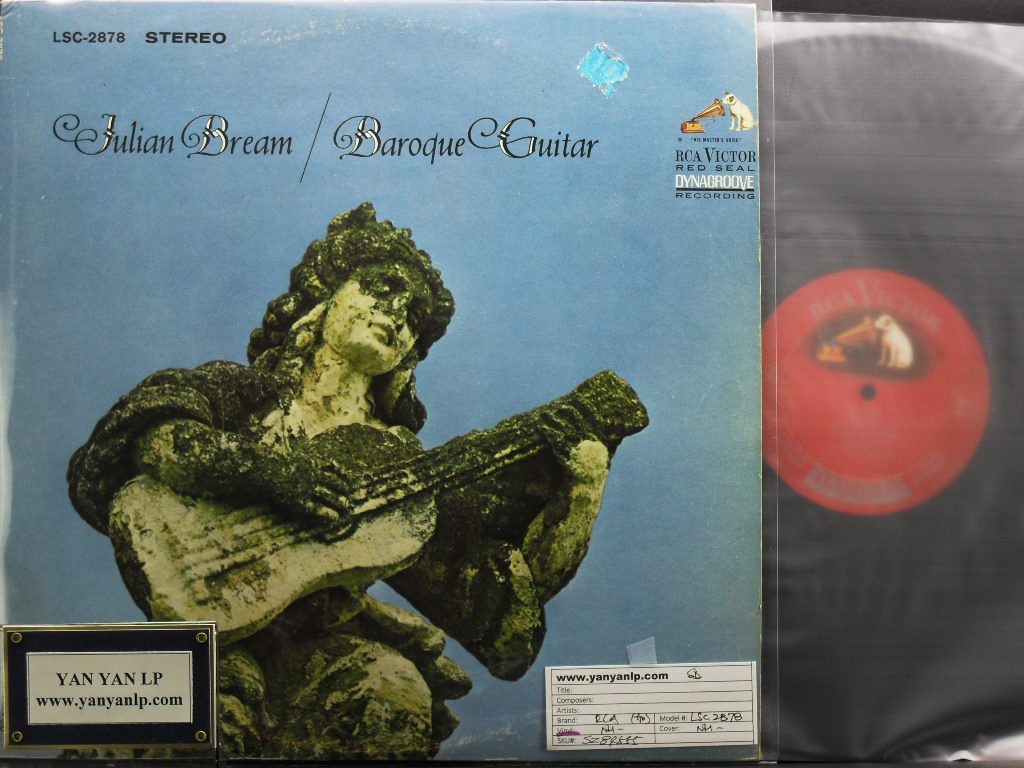 LSC-2878 STEREO
Julian Bream / Baroque Guitar
"HIS MASTER'S VOICE"
RCA VICTOR
RED SEAL
DYNAGROOVE
RECORDING
RCA VICTOR
YAN YAN LP
www.yanyanlp.com
www.yanyanlp.com
Title:
Composers:
Artists:
Brand: RCA Model #: LSC 2878
Vinyl: NM- Cover: NM-
SKU#: